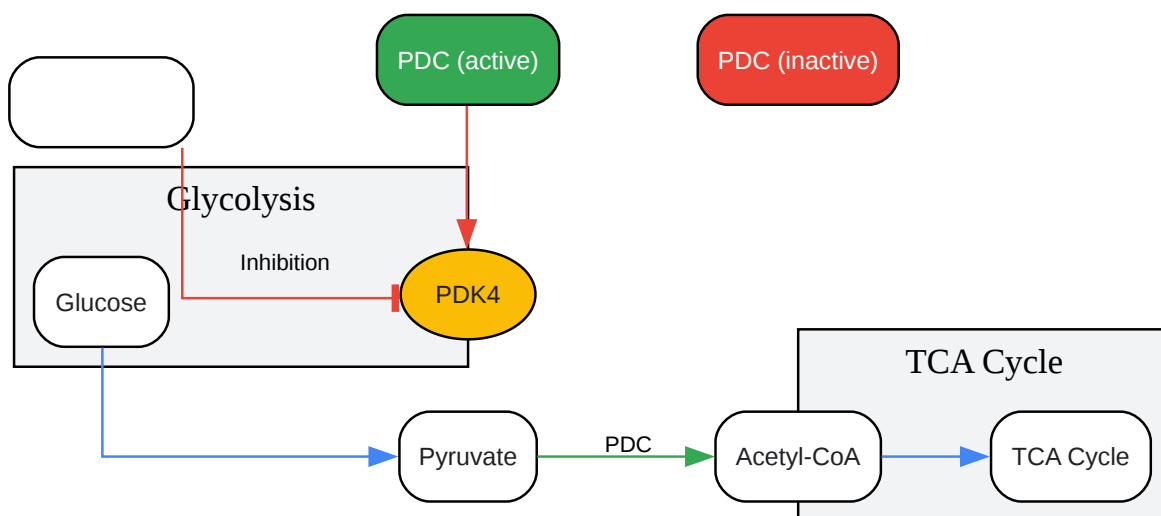 PDC (active)
PDC (inactive)
Glycolysis
Inhibition
Glucose
PDK4
TCA Cycle
Pyruvate
PDC
Acetyl-CoA
TCA Cycle